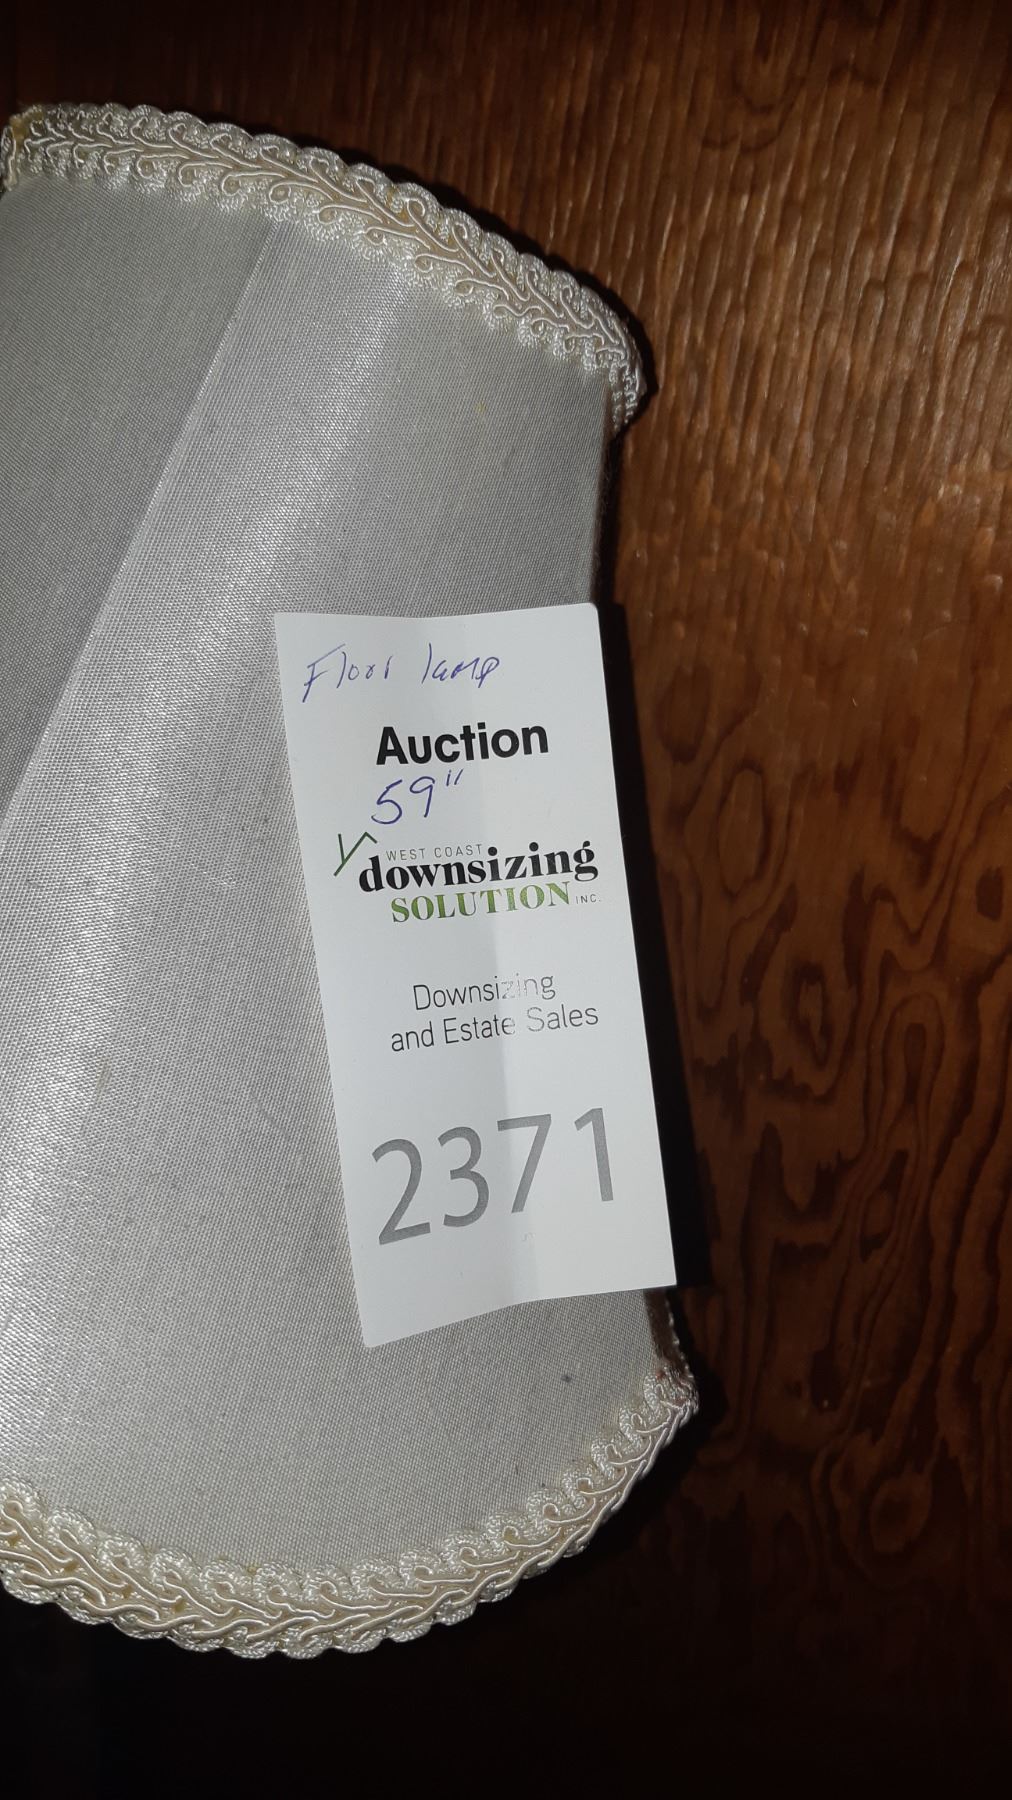 Floor lamp
Auction
59"
WEST COAST
downsizing
SOLUTION INC.
Downsizing
and Estate Sales
2371